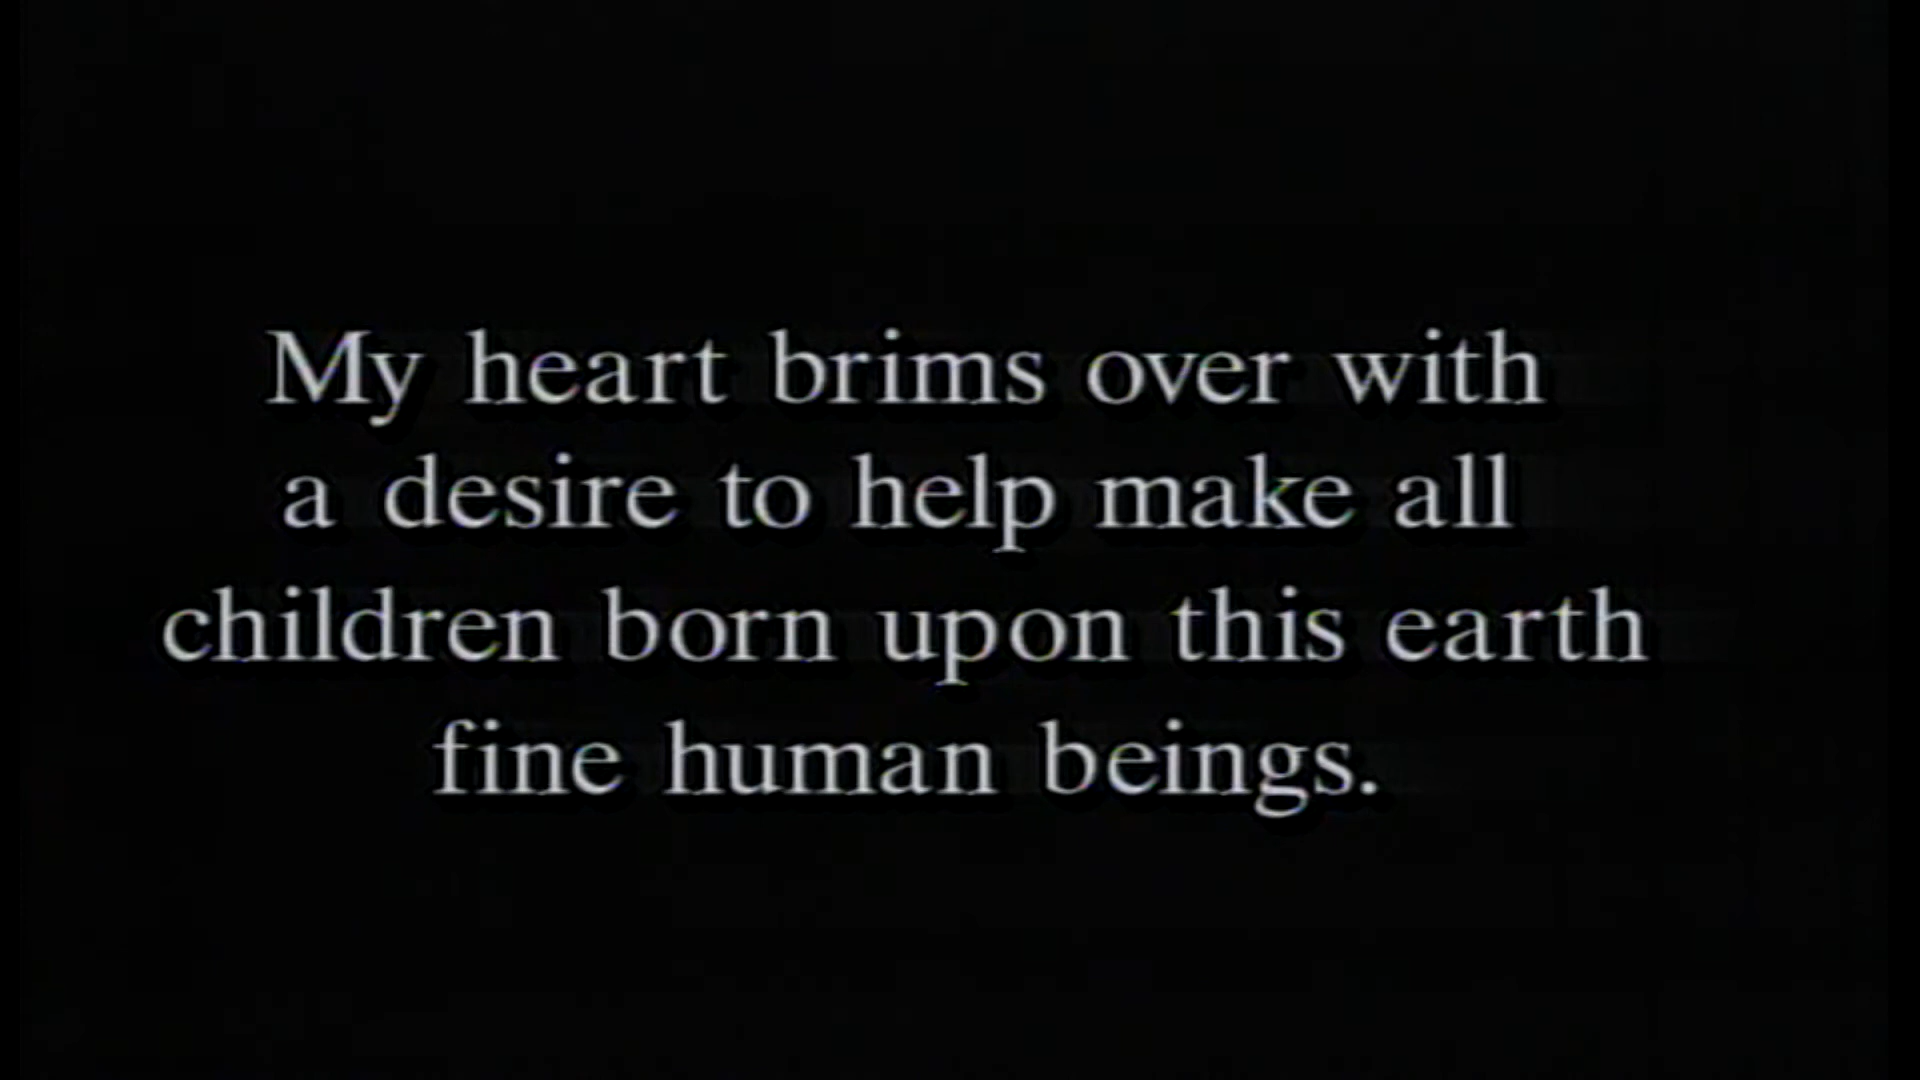 My heart brims over with
a desire to help make all
children born upon this earth
fine human beings.